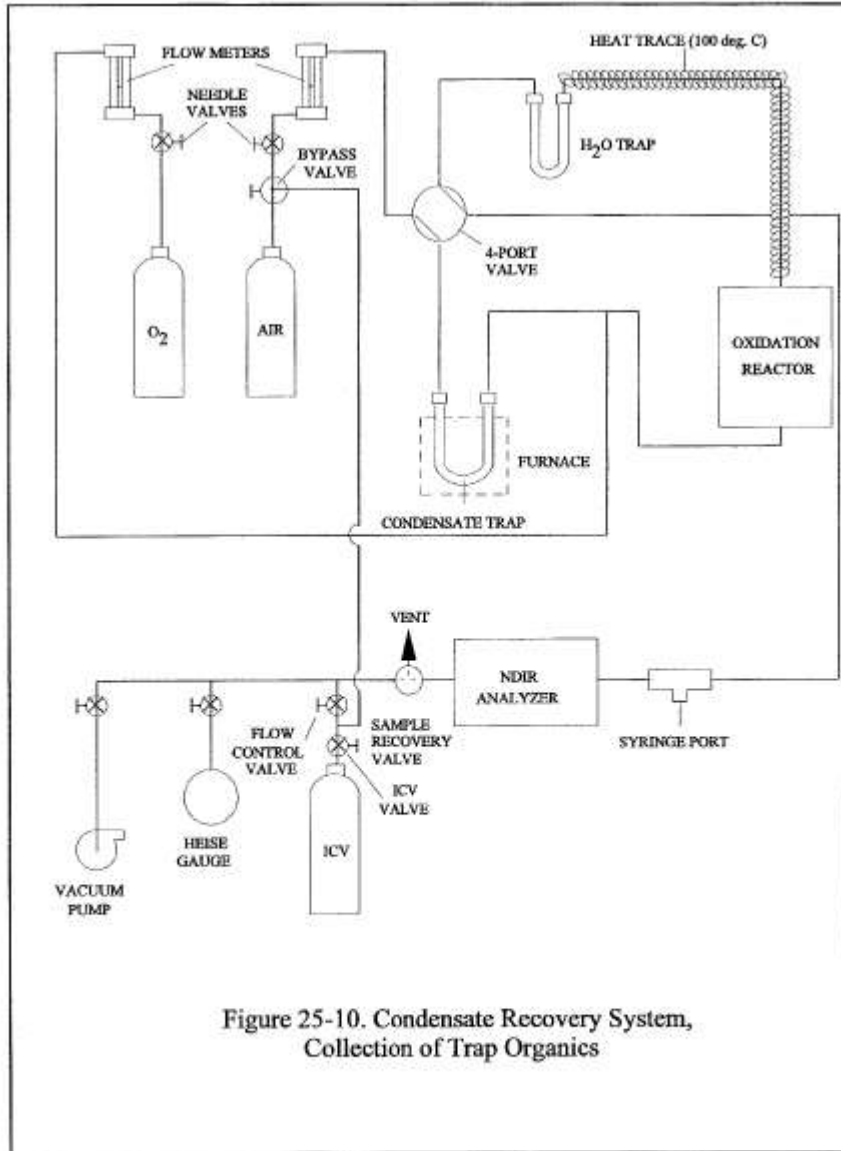 HEAT TRACE (100 deg. C)
FLOW METERS
NEEDLE
VALVES
H2O TRAP
BYPASS
VALVE
4-PORT
VALVE
O2
AIR
OXIDATION
REACTOR
FURNACE
CONDENSATE TRAP
VENT
NDIR
ANALYZER
SYRINGE PORT
FLOW
CONTROL
VALVE
SAMPLE
RECOVERY
VALVE
ICV
VALVE
HEISE
GAUGE
ICV
VACUUM
PUMP
Figure 25-10. Condensate Recovery System,
Collection of Trap Organics